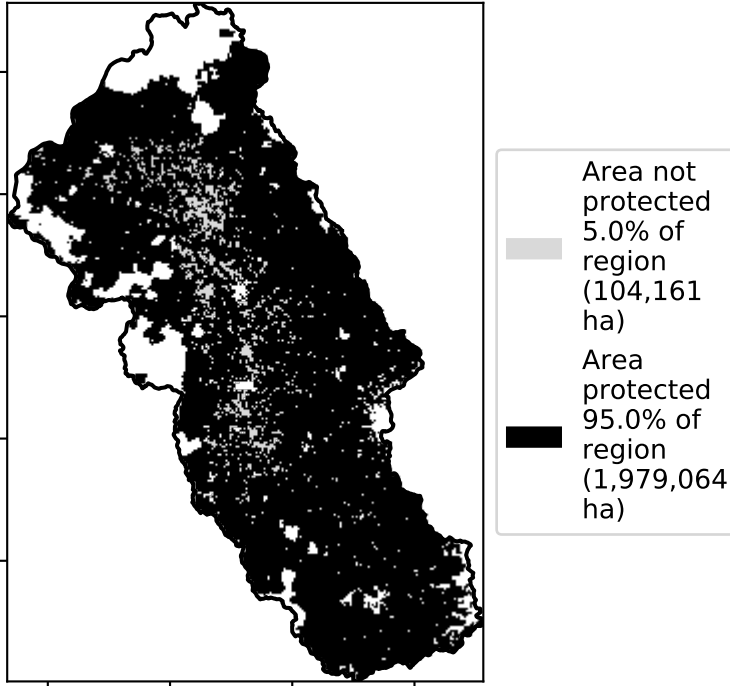 Area not
protected
5.0% of
region
(104,161
ha)
Area
protected
95.0% of
region
(1,979,064
ha)